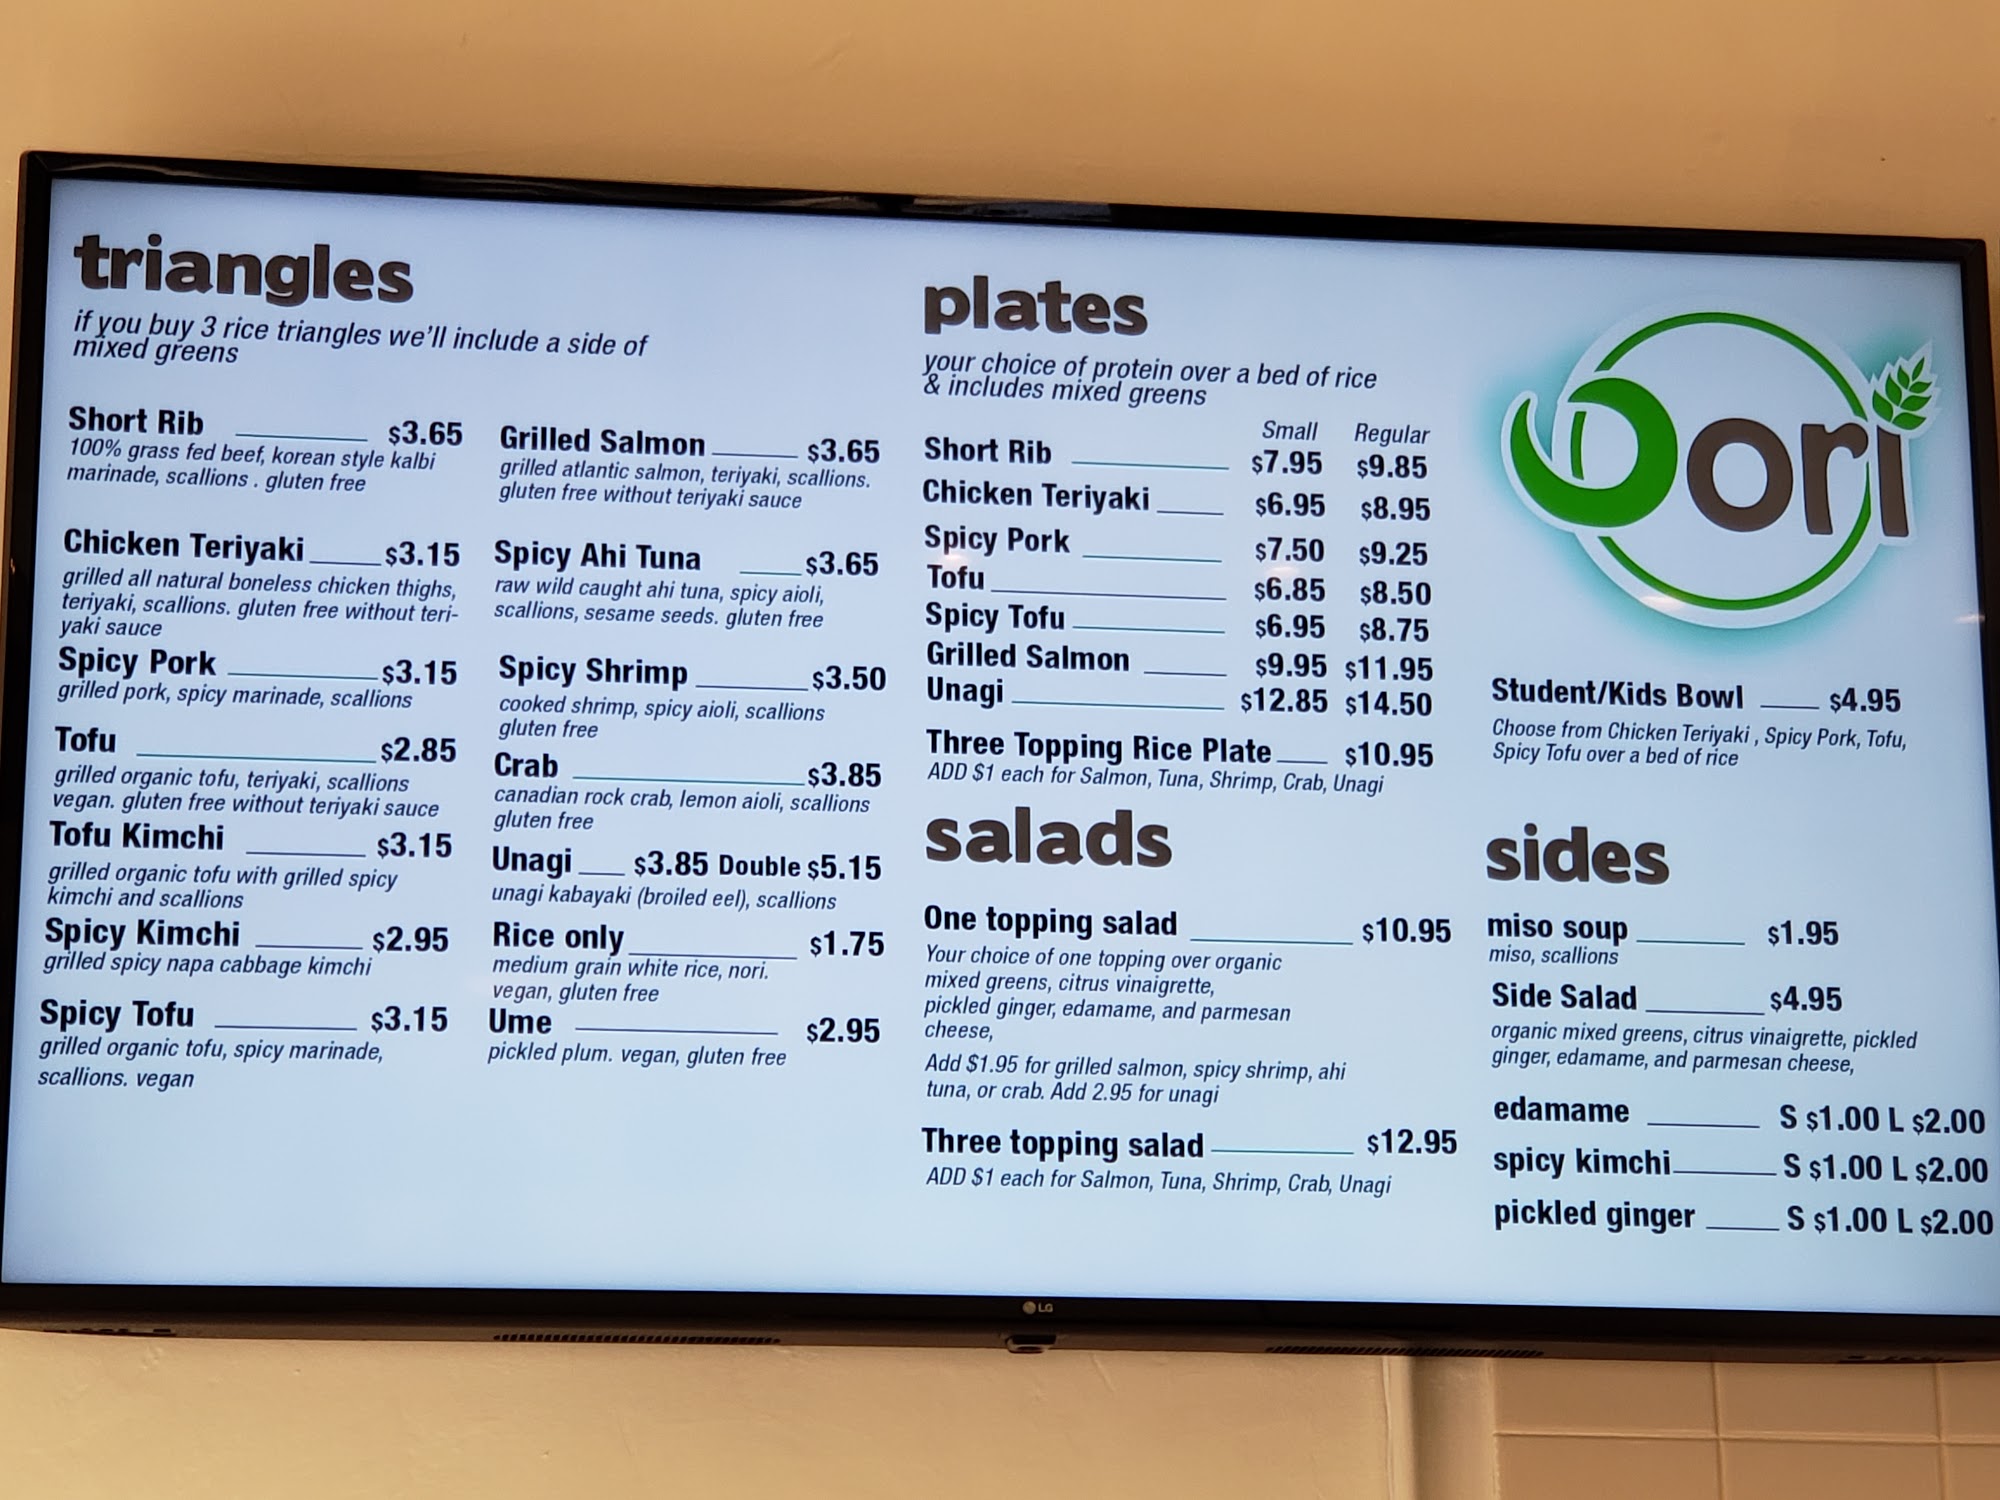 triangles
if you buy 3 rice triangles we'll include a side of
mixed greens
Short Rib $3.65
100% grass fed beef, korean style kalbi
marinade, scallions . gluten free
Chicken Teriyaki $3.15
grilled all natural boneless chicken thighs,
teriyaki, scallions. gluten free without teri-
yaki sauce
Spicy Pork $3.15
grilled pork, spicy marinade, scallions
Tofu $2.85
grilled organic tofu, teriyaki, scallions
vegan. gluten free without teriyaki sauce
Tofu Kimchi $3.15
grilled organic tofu with grilled spicy
kimchi and scallions
Spicy Kimchi $2.95
grilled spicy napa cabbage kimchi
Spicy Tofu $3.15
grilled organic tofu, spicy marinade,
scallions. vegan
Grilled Salmon $3.65
grilled atlantic salmon, teriyaki, scallions.
gluten free without teriyaki sauce
Spicy Ahi Tuna $3.65
raw wild caught ahi tuna, spicy aioli,
scallions, sesame seeds. gluten free
Spicy Shrimp $3.50
cooked shrimp, spicy aioli, scallions
gluten free
Crab $3.85
canadian rock crab, lemon aioli, scallions
gluten free
Unagi $3.85 Double $5.15
unagi kabayaki (broiled eel), scallions
Rice only $1.75
medium grain white rice, nori.
vegan, gluten free
Ume $2.95
pickled plum. vegan, gluten free
plates
your choice of protein over a bed of rice
& includes mixed greens
Small Regular
Short Rib $7.95 $9.85
Chicken Teriyaki $6.95 $8.95
Spicy Pork $7.50 $9.25
Tofu $6.85 $8.50
Spicy Tofu $6.95 $8.75
Grilled Salmon $9.95 $11.95
Unagi $12.85 $14.50
Three Topping Rice Plate $10.95
ADD $1 each for Salmon, Tuna, Shrimp, Crab, Unagi
salads
One topping salad $10.95
Your choice of one topping over organic
mixed greens, citrus vinaigrette,
pickled ginger, edamame, and parmesan
cheese,
Add $1.95 for grilled salmon, spicy shrimp, ahi
tuna, or crab. Add 2.95 for unagi
Three topping salad $12.95
ADD $1 each for Salmon, Tuna, Shrimp, Crab, Unagi
Dori
Student/Kids Bowl $4.95
Choose from Chicken Teriyaki , Spicy Pork, Tofu,
Spicy Tofu over a bed of rice
sides
miso soup $1.95
miso, scallions
Side Salad $4.95
organic mixed greens, citrus vinaigrette, pickled
ginger, edamame, and parmesan cheese,
edamame S $1.00 L $2.00
spicy kimchi S $1.00 L $2.00
pickled ginger S $1.00 L $2.00
LG